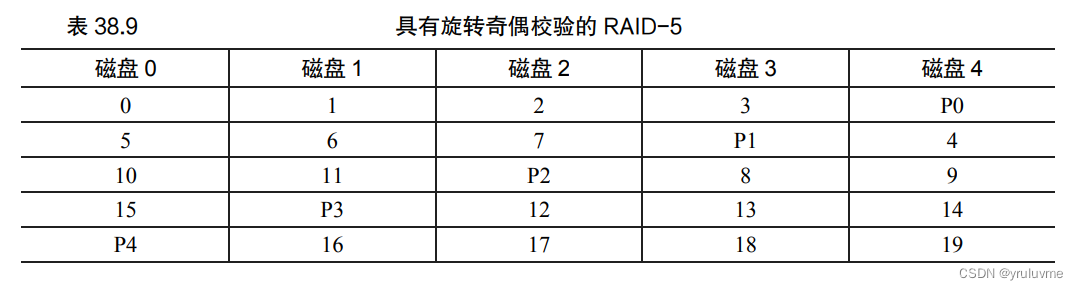 表 38.9 具有旋转奇偶校验的 RAID-5
磁盘 0 磁盘 1 磁盘 2 磁盘 3 磁盘 4
0 1 2 3 P0
5 6 7 P1 4
10 11 P2 8 9
15 P3 12 13 14
P4 16 17 18 19
CSDN @yruluvme